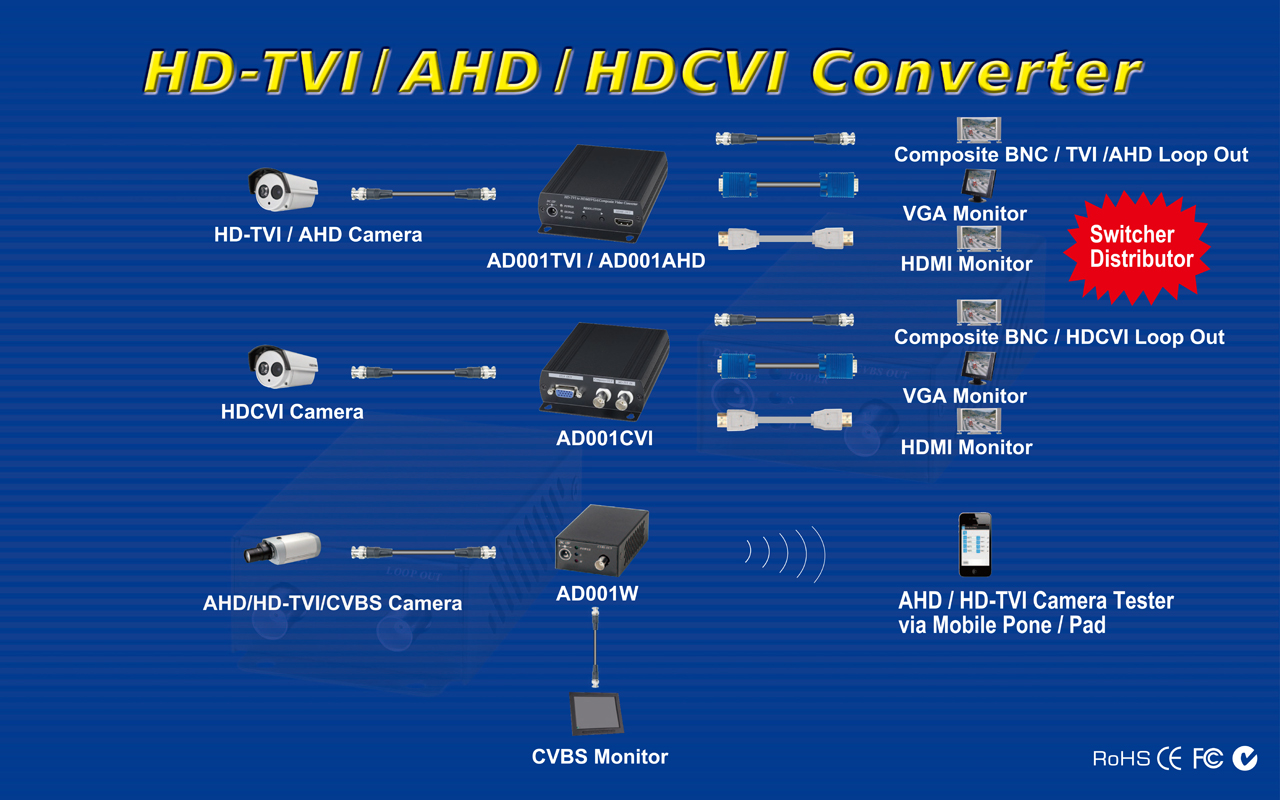 HD-TVI / AHD / HDCVI Converter
Composite BNC / TVI /AHD Loop Out
VGA Monitor
HD-TVI / AHD Camera
AD001TVI / AD001AHD
HDMI Monitor
Switcher
Distributor
Composite BNC / HDCVI Loop Out
VGA Monitor
HDCVI Camera
AD001CVI
HDMI Monitor
LOOP OUT
AHD/HD-TVI/CVBS Camera
AD001W
AHD / HD-TVI Camera Tester
via Mobile Pone / Pad
CVBS Monitor
RoHS CE FC